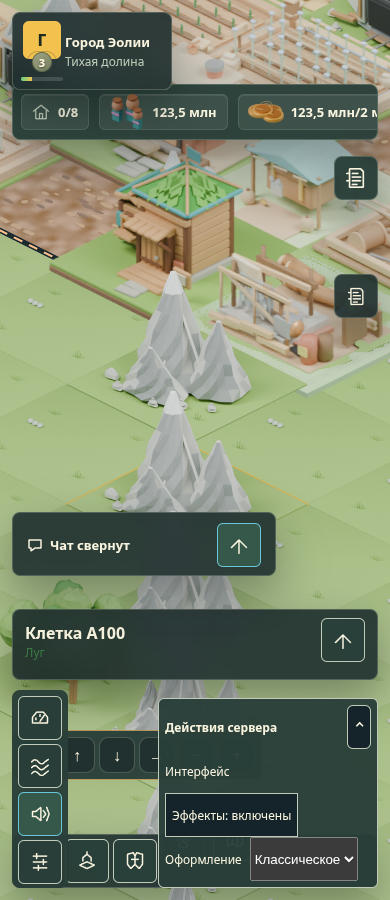 Г
3
Город Эолии
Тихая долина
0/8
123,5 млн
123,5 млн/2 м
Чат свернут
Клетка A100
Луг
Действия сервера
Интерфейс
Эффекты: включены
Оформление
Классическое